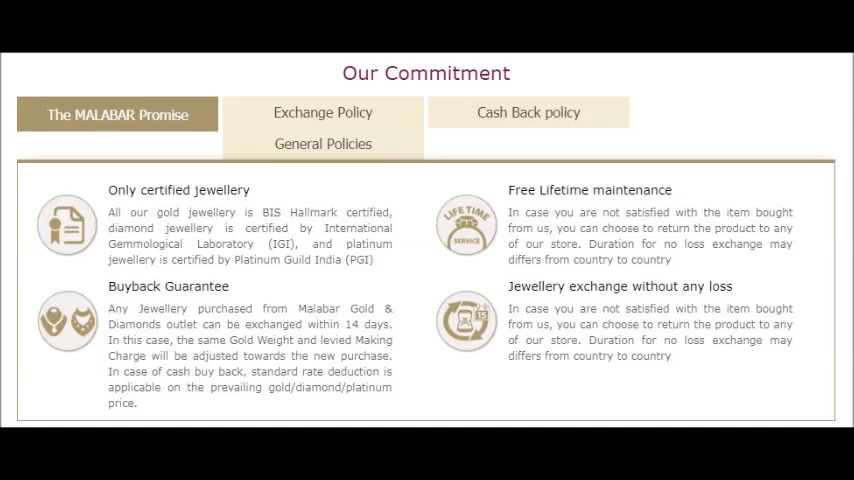 Our Commitment
The MALABAR Promise
Exchange Policy
Cash Back policy
General Policies
Only certified jewellery
All our gold jewellery is BIS Hallmark certified,
diamond jewellery is certified by International
Gemmological Laboratory (IGI), and platinum
jewellery is certified by Platinum Guild India (PGI)
Buyback Guarantee
Any Jewellery purchased from Malabar Gold &
Diamonds outlet can be exchanged within 14 days.
In this case, the same Gold Weight and levied Making
Charge will be adjusted towards the new purchase.
In case of cash buy back, standard rate deduction is
applicable on the prevailing gold/diamond/platinum
price.
LIFE TIME
SERVICE
Free Lifetime maintenance
In case you are not satisfied with the item bought
from us, you can choose to return the product to any
of our store. Duration for no loss exchange may
differs from country to country
15
Jewellery exchange without any loss
In case you are not satisfied with the item bought
from us, you can choose to return the product to any
of our store. Duration for no loss exchange may
differs from country to country